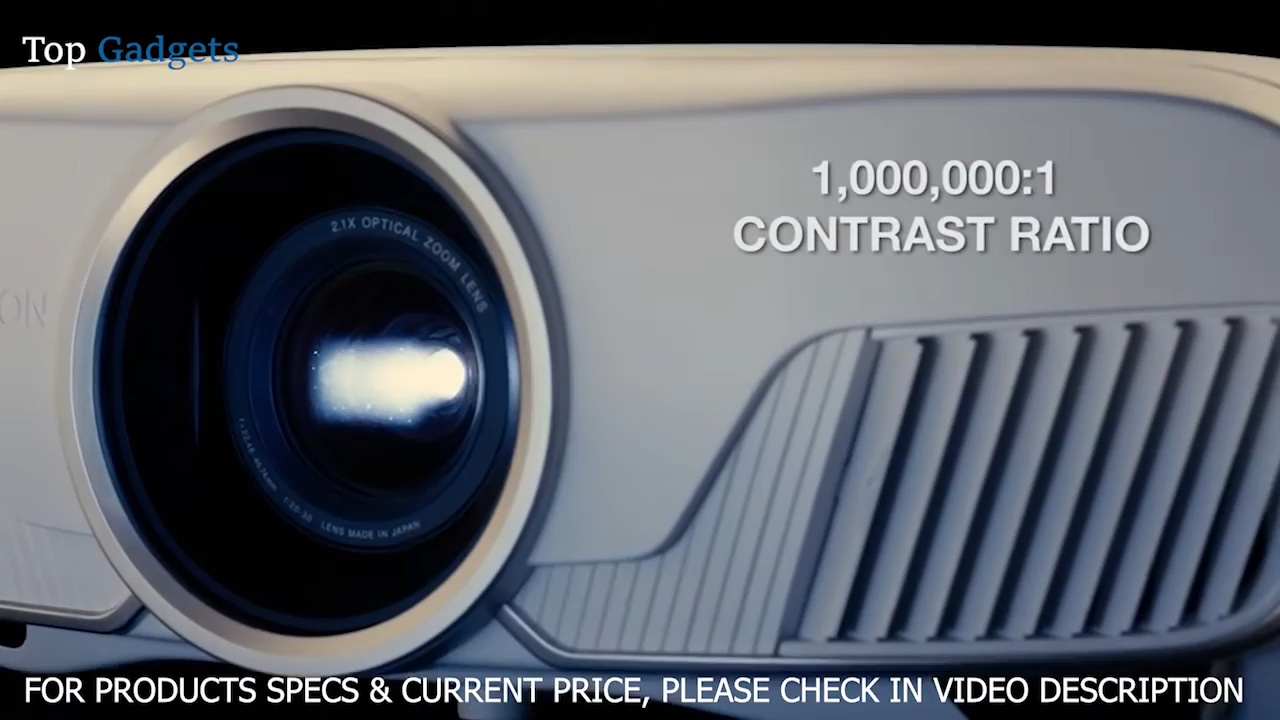 Top Gadgets
1,000,000:1
CONTRAST RATIO
2.1X OPTICAL ZOOM LENS
ON
LENS MADE IN JAPAN
FOR PRODUCTS SPECS & CURRENT PRICE, PLEASE CHECK IN VIDEO DESCRIPTION